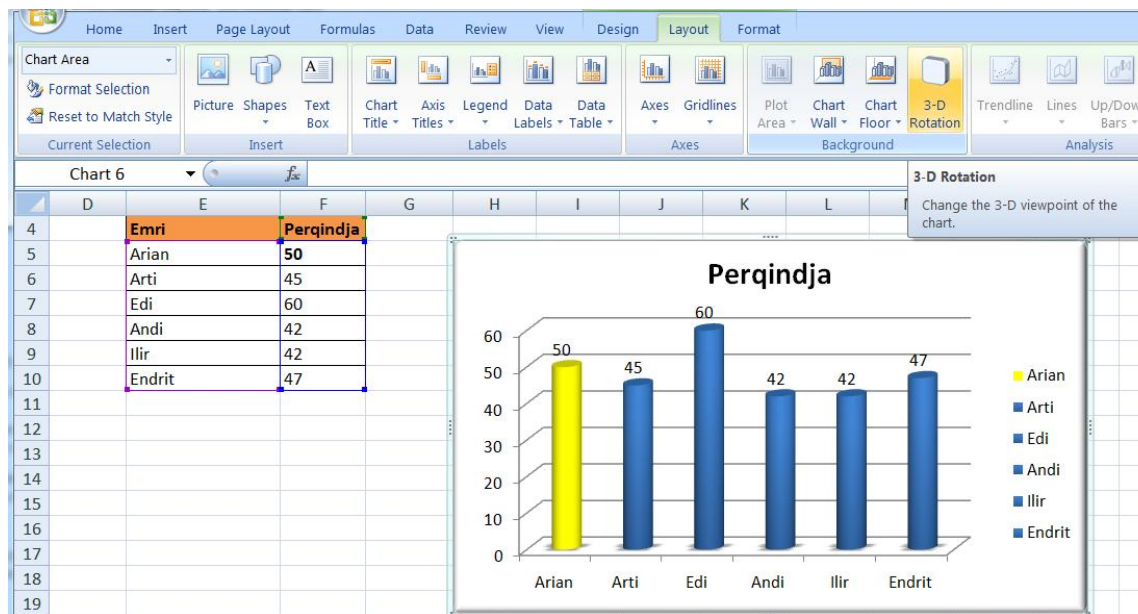 Home Insert Page Layout Formulas Data Review View Design Layout Format
Chart Area
Format Selection
Reset to Match Style
Current Selection
Picture Shapes Text Box
Insert
Chart Title Axis Titles Legend Data Labels Data Table
Labels
Axes Gridlines
Axes
Plot Area Chart Wall Chart Floor 3-D Rotation
Background
Trendline Lines Up/Dow Bars
Analysis
Chart 6 fx
3-D Rotation
Change the 3-D viewpoint of the
chart.
D E F G H I J K L
4 Emri Perqindja
5 Arian 50
6 Arti 45
7 Edi 60
8 Andi 42
9 Ilir 42
10 Endrit 47
11
12
13
14
15
16
17
18
19
Perqindja
60
50
40
30
20
10
0
50 45 60 42 42 47
Arian Arti Edi Andi Ilir Endrit
Arian
Arti
Edi
Andi
Ilir
Endrit